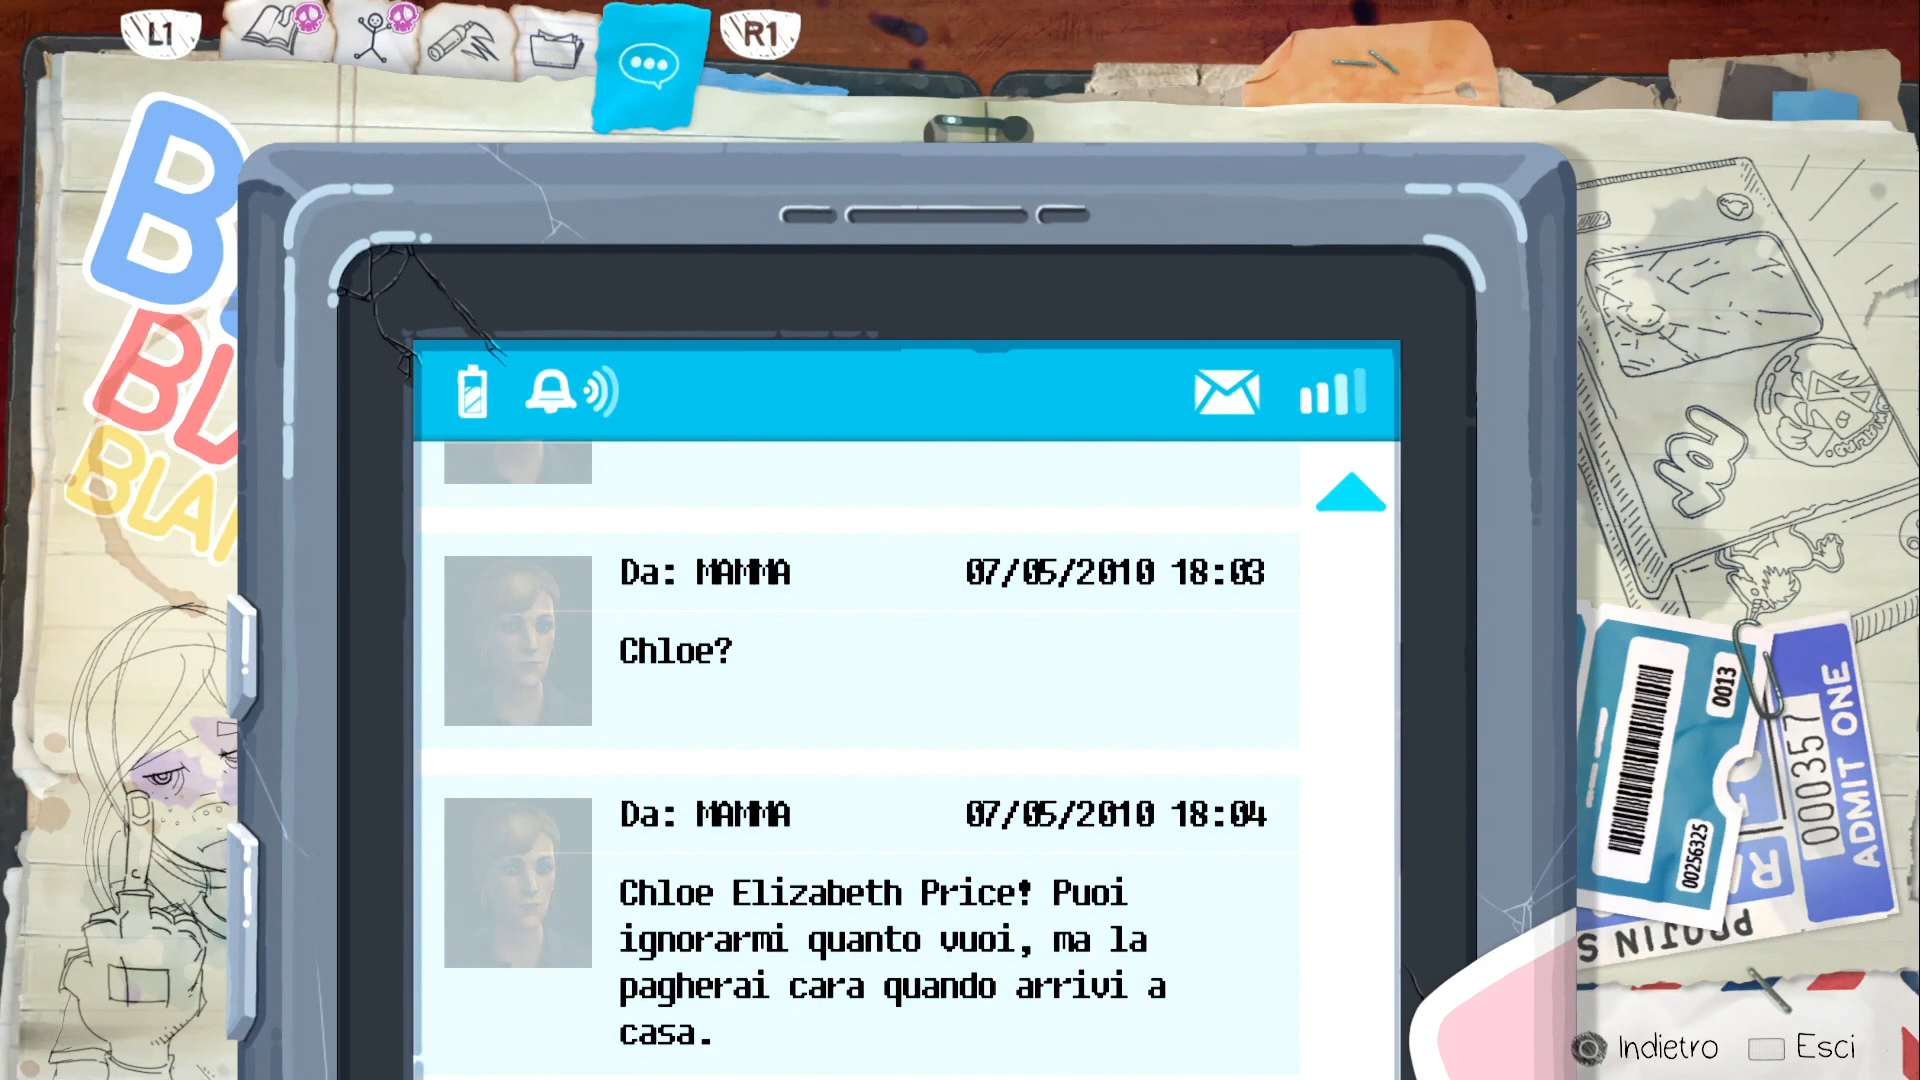 L1
R1
Da: MAMMA 07/05/2010 18:03
Chloe?
Da: MAMMA 07/05/2010 18:04
Chloe Elizabeth Price! Puoi
ignorarmi quanto vuoi, ma la
pagherai cara quando arrivi a
casa.
BLA
0013
00256325
000357
ADMIT ONE
Indietro
Esci